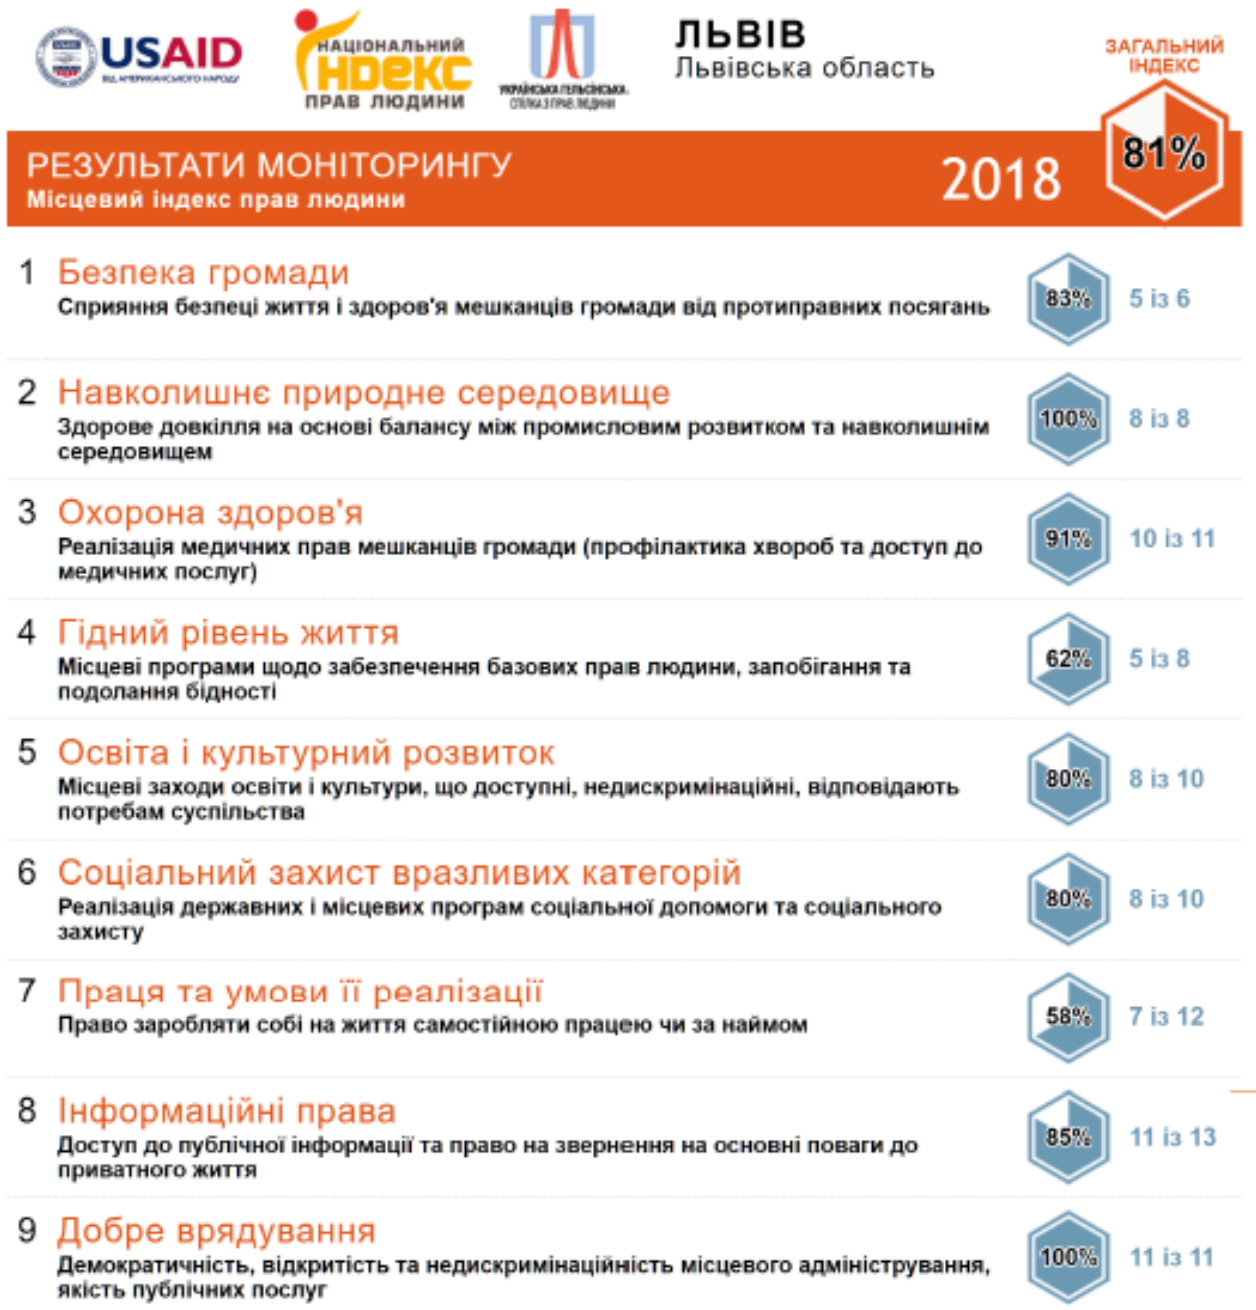 USAID
ВІД АМЕРИКАНСЬКОГО НАРОДУ
НАЦІОНАЛЬНИЙ
ІНДЕКС
ПРАВ ЛЮДИНИ
УКРАЇНСЬКА ГЕЛЬСІНСЬКА
СПІЛКА З ПРАВ ЛЮДИНИ
ЛЬВІВ
Львівська область
ЗАГАЛЬНИЙ
ІНДЕКС
81%
РЕЗУЛЬТАТИ МОНІТОРИНГУ
Місцевий індекс прав людини
2018
1 Безпека громади
Сприяння безпеці життя і здоров'я мешканців громади від протиправних посягань
83% 5 із 6
2 Навколишнє природне середовище
Здорове довкілля на основі балансу між промисловим розвитком та навколишнім
середовищем
100% 8 із 8
3 Охорона здоров'я
Реалізація медичних прав мешканців громади (профілактика хвороб та доступ до
медичних послуг)
91% 10 із 11
4 Гідний рівень життя
Місцеві програми щодо забезпечення базових прав людини, запобігання та
подолання бідності
62% 5 із 8
5 Освіта і культурний розвиток
Місцеві заходи освіти і культури, що доступні, недискримінаційні, відповідають
потребам суспільства
80% 8 із 10
6 Соціальний захист вразливих категорій
Реалізація державних і місцевих програм соціальної допомоги та соціального
захисту
80% 8 із 10
7 Праця та умови її реалізації
Право заробляти собі на життя самостійною працею чи за наймом
58% 7 із 12
8 Інформаційні права
Доступ до публічної інформації та право на звернення на основні поваги до
приватного життя
85% 11 із 13
9 Добре врядування
Демократичність, відкритість та недискримінаційність місцевого адміністрування,
якість публічних послуг
100% 11 із 11